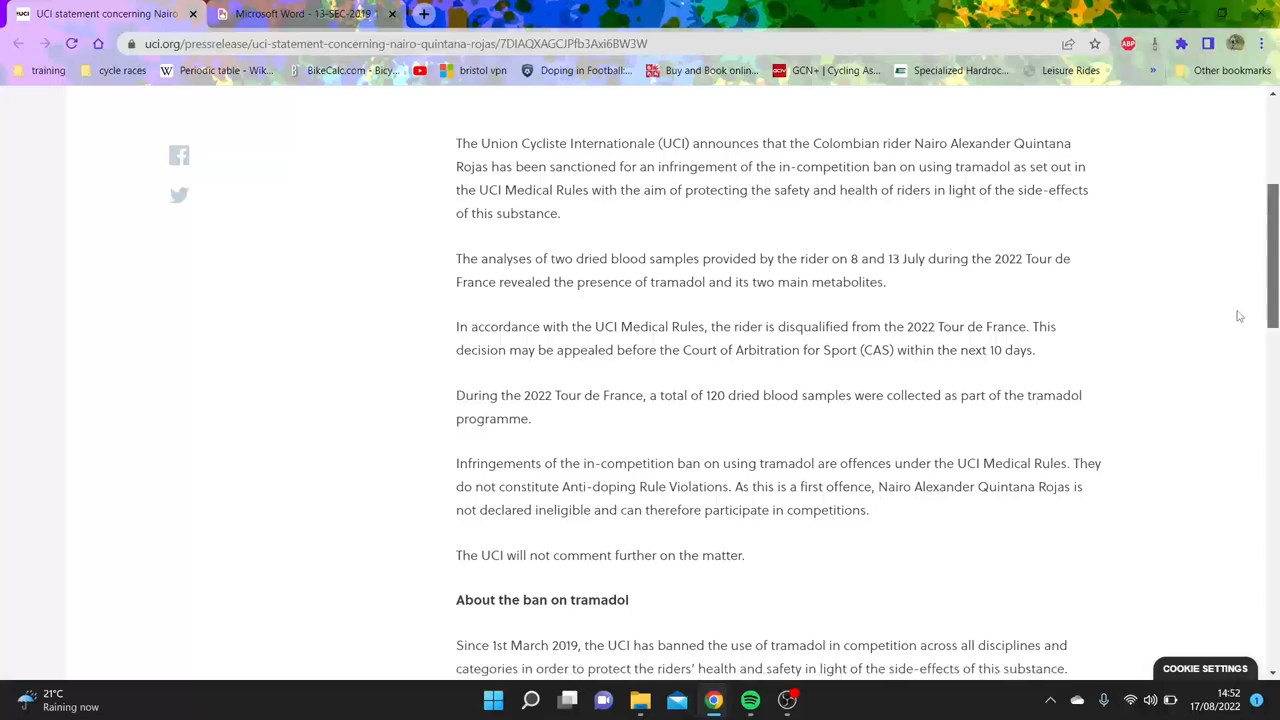 UCI statement concerning Nairo
Microsoft Word - 13-SEC-2019
uci.org/pressrelease/uci-statement-concerning-nairo-quintana-rojas/7DIAQXAGCJPfb3Axi6BW3W
training cycle races Periodic table - Wik... BikeCalc.com - Bicy... bristol vpn Doping in Football:... Buy and Book onlin... GCN+ | Cycling As... Specialized Hardroc... Leisure Rides » Other bookmarks
The Union Cycliste Internationale (UCI) announces that the Colombian rider Nairo Alexander Quintana
Rojas has been sanctioned for an infringement of the in-competition ban on using tramadol as set out in
the UCI Medical Rules with the aim of protecting the safety and health of riders in light of the side-effects
of this substance.
The analyses of two dried blood samples provided by the rider on 8 and 13 July during the 2022 Tour de
France revealed the presence of tramadol and its two main metabolites.
In accordance with the UCI Medical Rules, the rider is disqualified from the 2022 Tour de France. This
decision may be appealed before the Court of Arbitration for Sport (CAS) within the next 10 days.
During the 2022 Tour de France, a total of 120 dried blood samples were collected as part of the tramadol
programme.
Infringements of the in-competition ban on using tramadol are offences under the UCI Medical Rules. They
do not constitute Anti-doping Rule Violations. As this is a first offence, Nairo Alexander Quintana Rojas is
not declared ineligible and can therefore participate in competitions.
The UCI will not comment further on the matter.
About the ban on tramadol
Since 1st March 2019, the UCI has banned the use of tramadol in competition across all disciplines and
categories in order to protect the riders' health and safety in light of the side-effects of this substance.
COOKIE SETTINGS
21°C
Raining now
14:52
17/08/2022
1